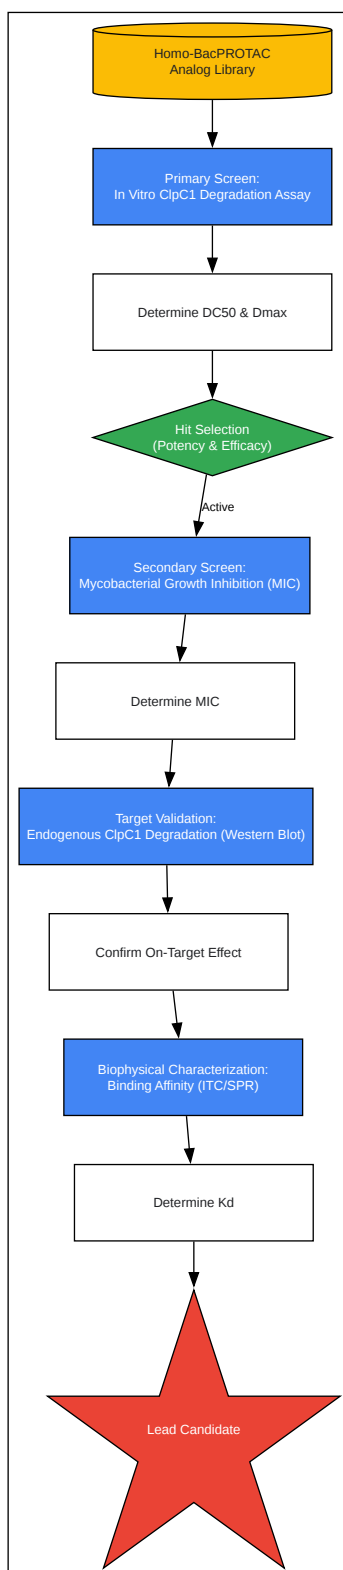 Homo-BacPROTAC
Analog Library
Primary Screen:
In Vitro ClpC1 Degradation Assay
Determine DC50 & Dmax
Hit Selection
(Potency & Efficacy)
Active
Secondary Screen:
Mycobacterial Growth Inhibition (MIC)
Determine MIC
Target Validation:
Endogenous ClpC1 Degradation (Western Blot)
Confirm On-Target Effect
Biophysical Characterization:
Binding Affinity (ITC/SPR)
Determine Kd
Lead Candidate